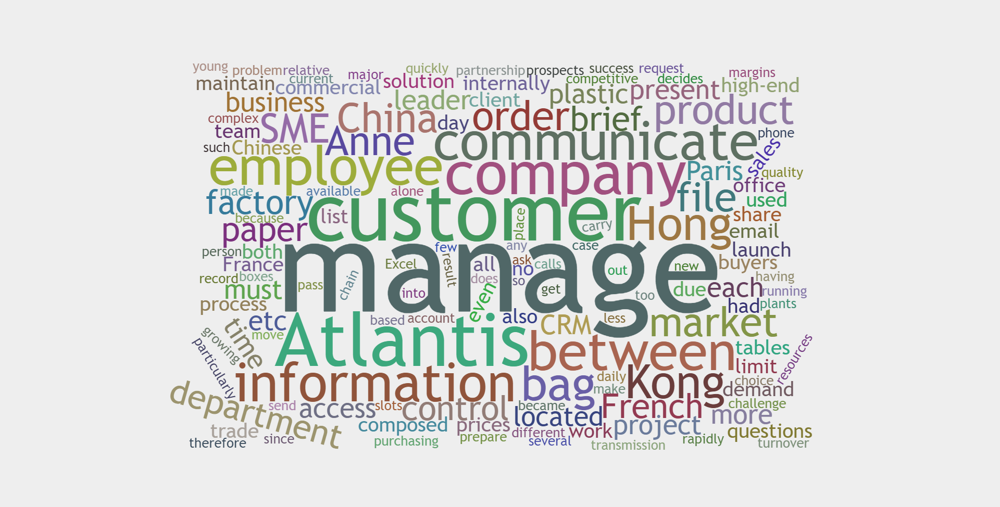 young problem relative major quickly partnership prospects success request margins
maintain current commercial solution internally competitive decides high-end
business leader client plastic present
complex SME China day order brief product
team Anne communicate phone
such Chinese sales
employee company Paris quality
made available alone file office
factory customer used
because list place carry Hong share
paper email
person both few any case launch
France manage Excel result all ask no calls out new buyers
record boxes does so having
must pass chain into even get too due each running
process had plants
etc based account also CRM less market
time move Atlantis between tables
growing particularly limit resources
information bag daily Kong choice
department make demand
send access slots control became French challenge
located more
trade composed prices different work project questions
therefore since purchasing prepare several transmission rapidly turnover